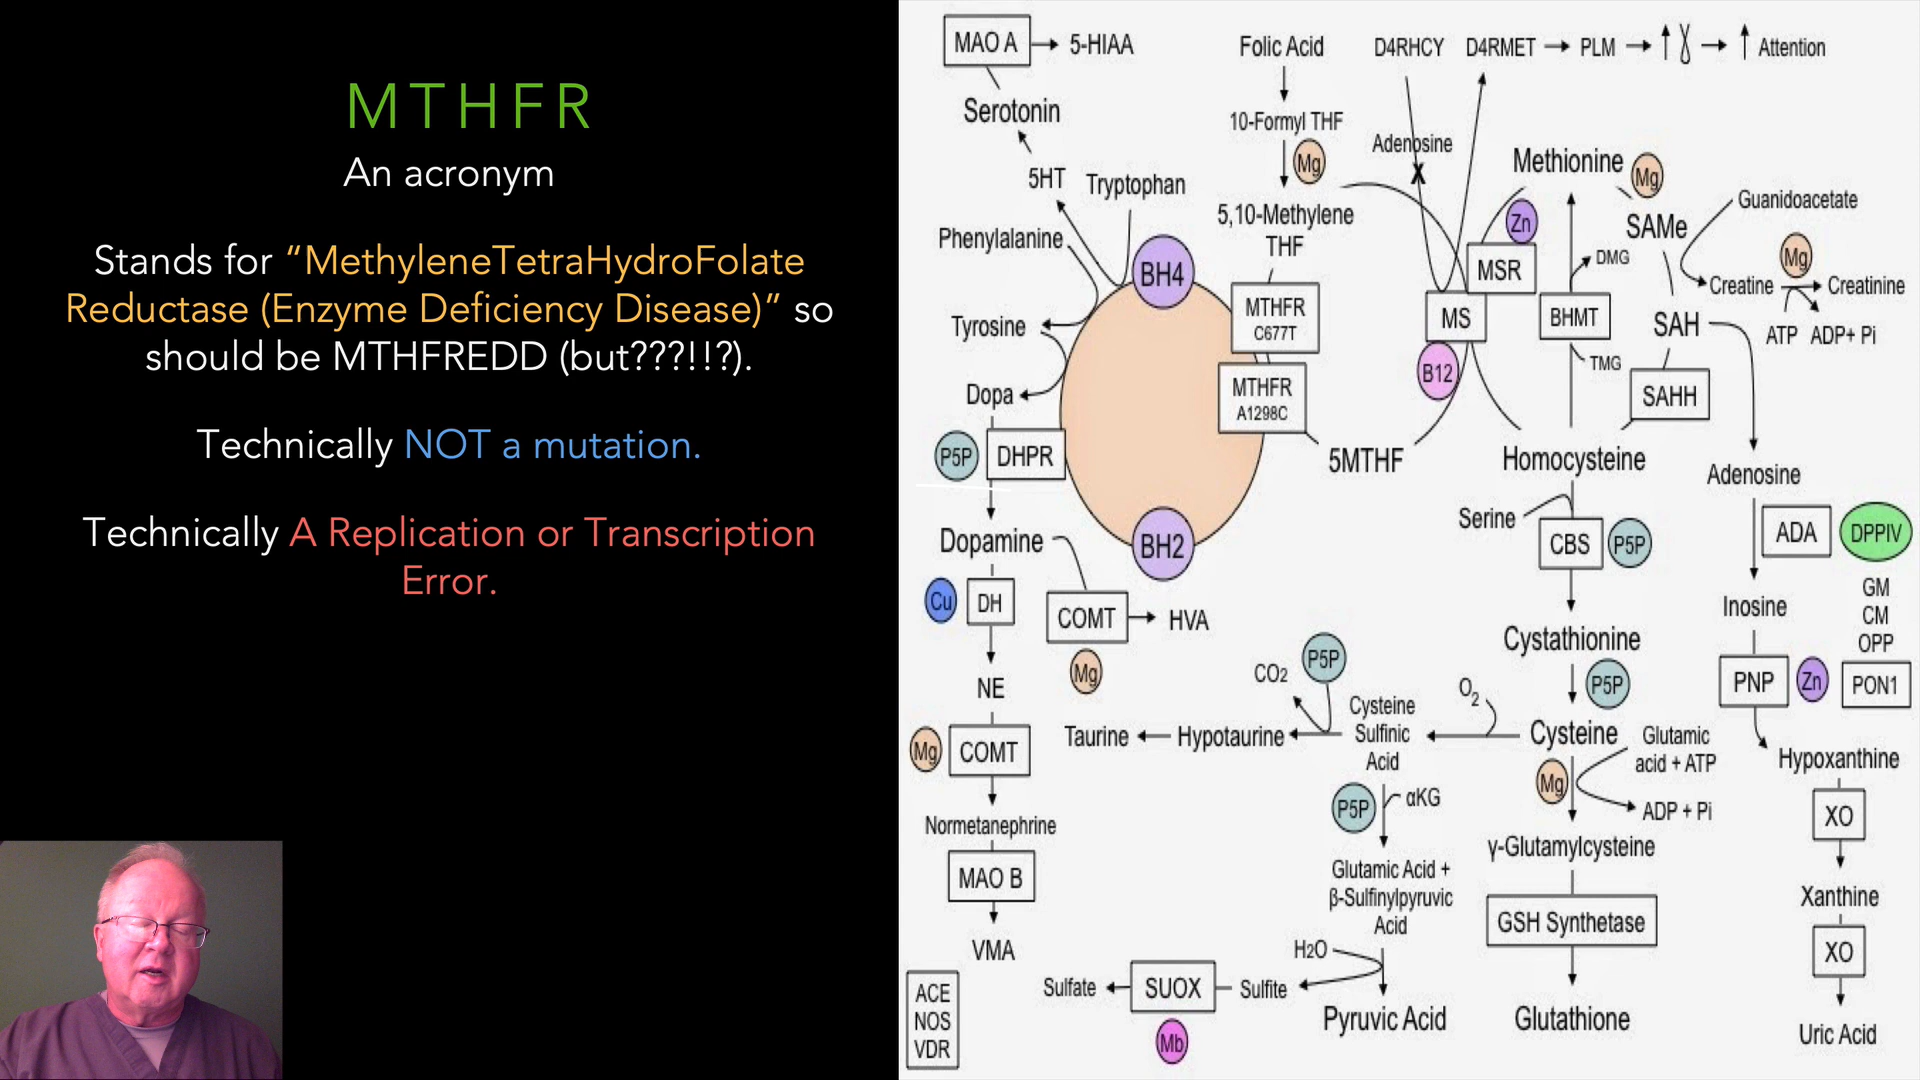 MTHFR
An acronym
Stands for “MethyleneTetraHydroFolate
Reductase (Enzyme Deficiency Disease)” so
should be MTHFREDD (but???!!?).
Technically NOT a mutation.
Technically A Replication or Transcription
Error.
MAO A
5-HIAA
Serotonin
5HT
Tryptophan
Phenylalanine
BH4
Tyrosine
Dopa
P5P
DHPR
Dopamine
BH2
Cu
DH
COMT
HVA
Mg
NE
Mg
COMT
Normetanephrine
MAO B
VMA
ACE
NOS
VDR
Folic Acid
10-Formyl THF
Mg
5,10-Methylene
THF
MTHFR
C677T
MTHFR
A1298C
5MTHF
D4RHCY
D4RMET
PLM
Attention
Adenosine
X
Methionine
Mg
Zn
MSR
MS
B12
SAMe
Guanidoacetate
Mg
DMG
BHMT
TMG
Creatine
Creatinine
ATP
ADP+ Pi
SAH
SAHH
Homocysteine
Adenosine
Serine
CBS
P5P
ADA
DPPIV
GM
CM
OPP
PON1
Inosine
PNP
Zn
Cystathionine
P5P
O2
Cysteine
Cysteine
Sulfinic
Acid
CO2
P5P
Hypotaurine
Taurine
Glutamic
acid + ATP
Mg
ADP + Pi
P5P
αKG
γ-Glutamylcysteine
Glutamic Acid +
β-Sulfinylpyruvic
Acid
GSH Synthetase
H2O
Sulfate
SUOX
Sulfite
Mb
Pyruvic Acid
Glutathione
Hypoxanthine
XO
Xanthine
XO
Uric Acid